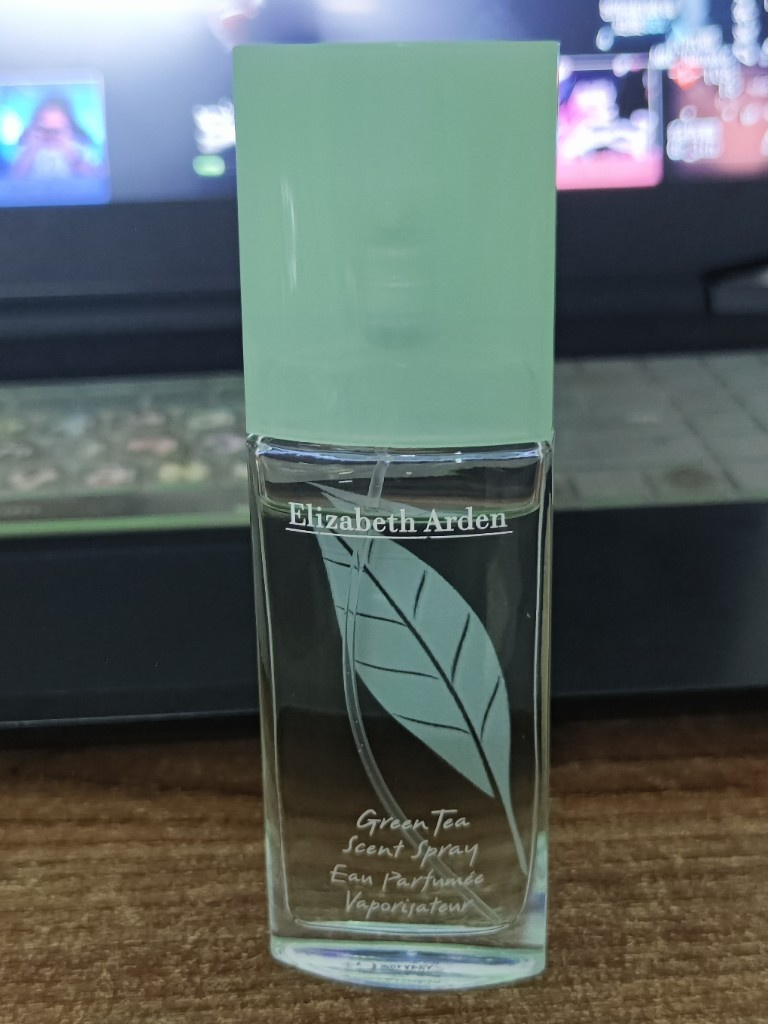 Elizabeth Arden
Green Tea
Scent Spray
Eau Parfumée
Vaporisateur